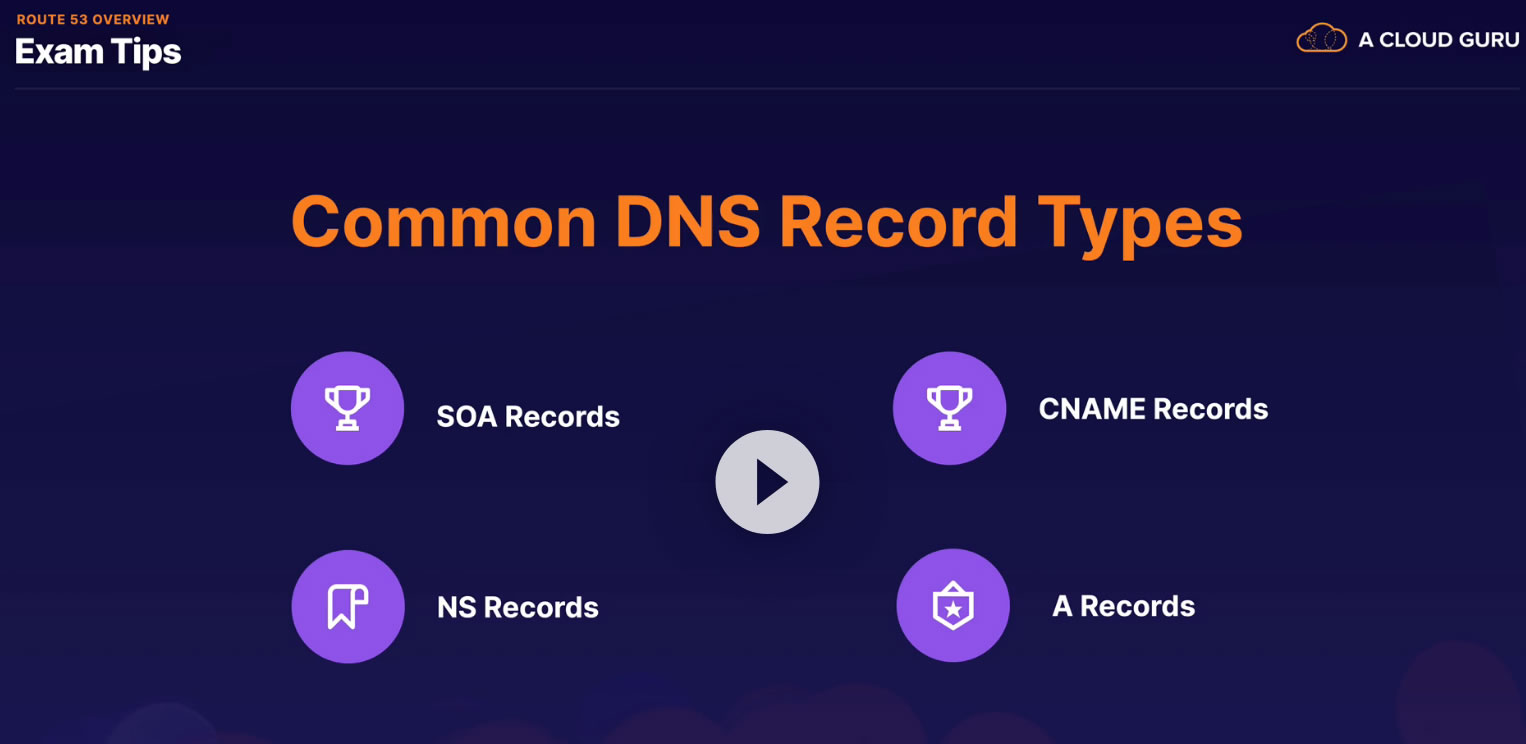 ROUTE 53 OVERVIEW
Exam Tips
A CLOUD GURU
Common DNS Record Types
SOA Records
CNAME Records
NS Records
A Records